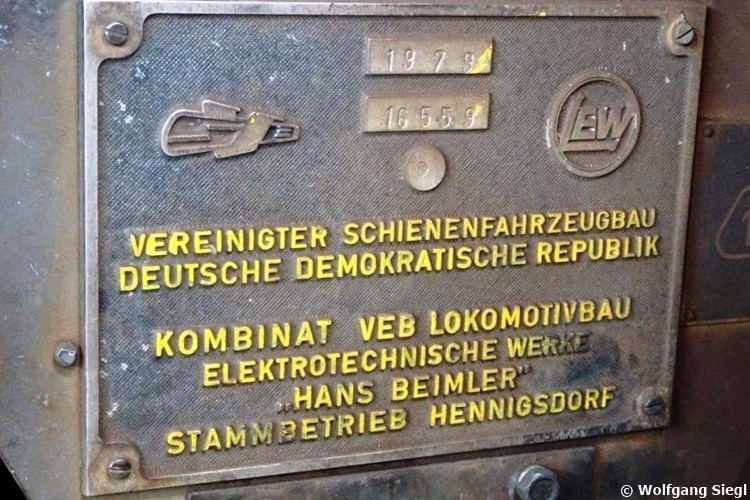 1979
16559
LEW
VEREINIGTER SCHIENENFAHRZEUGBAU
DEUTSCHE DEMOKRATISCHE REPUBLIK
KOMBINAT VEB LOKOMOTIVBAU
ELEKTROTECHNISCHE WERKE
„HANS BEIMLER"
STAMMBETRIEB HENNIGSDORF
© Wolfgang Siegl